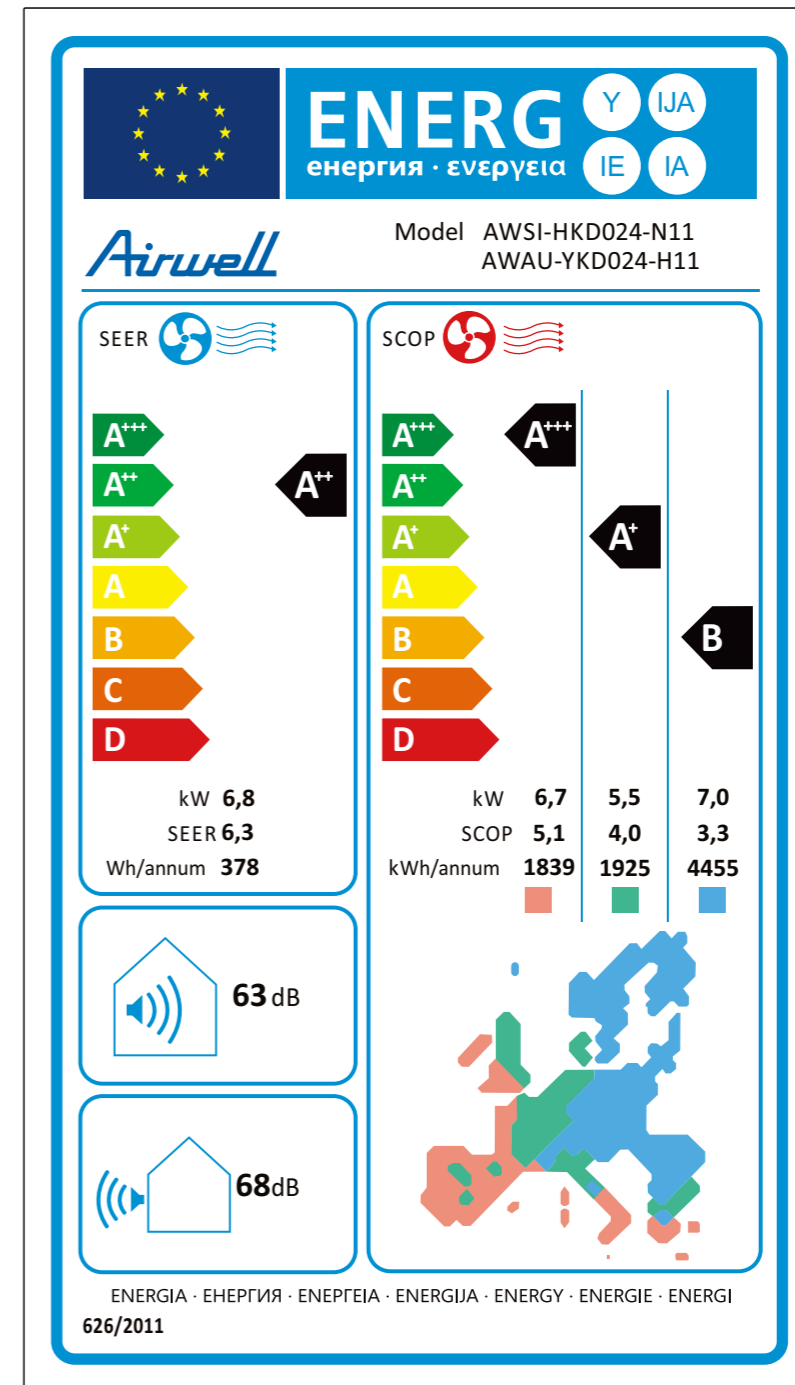 ENERG
енергия · ενεργεια
Y IJA
IE IA
Airwell
Model AWSI-HKD024-N11
AWAU-YKD024-H11
SEER
A+++
A++
A+
A
B
C
D
A++
kW 6,8
SEER 6,3
Wh/annum 378
SCOP
A+++
A++
A+
A
B
C
D
A+++
A+
B
kW 6,7 5,5 7,0
SCOP 5,1 4,0 3,3
kWh/annum 1839 1925 4455
63 dB
68dB
ENERGIA · ЕНЕРГИЯ · ΕΝΕΡΓΕΙΑ · ENERGIJA · ENERGY · ENERGIE · ENERGI
626/2011